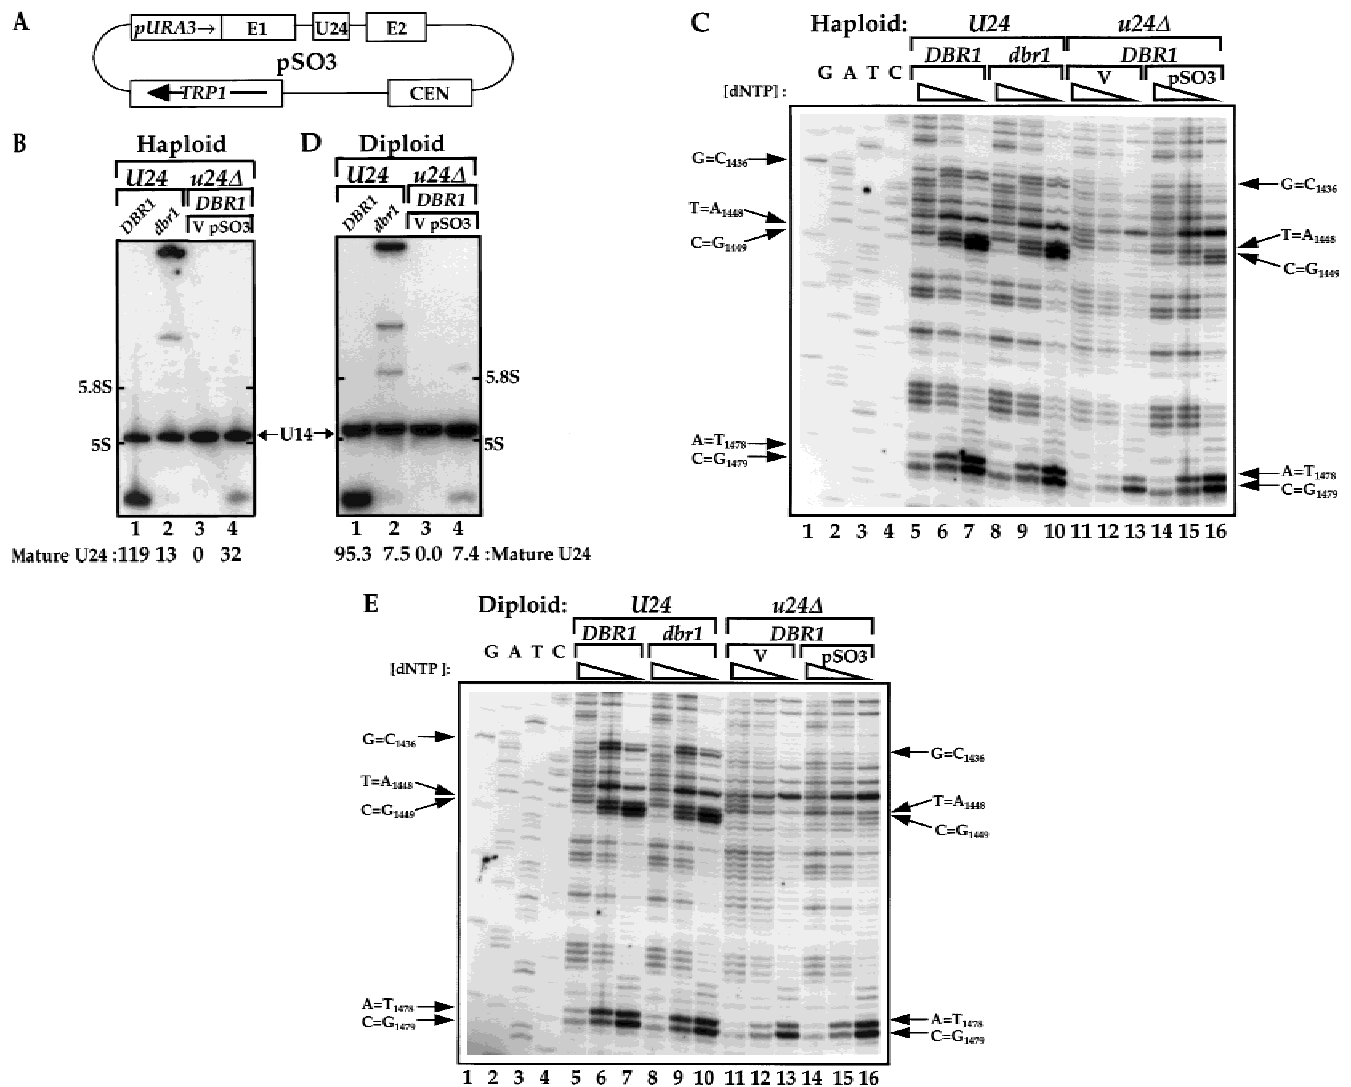 A
pURA3→ E1 U24 E2
pSO3
TRP1 CEN
B Haploid
U24 u24Δ
DBR1 dbr1 DBR1
V pSO3
5.8S
5S
U14
1 2 3 4
Mature U24 : 119 13 0 32
D Diploid
U24 u24Δ
DBR1 dbr1 DBR1
V pSO3
5.8S
5S
1 2 3 4
95.3 7.5 0.0 7.4 :Mature U24
C Haploid: U24 u24Δ
DBR1 dbr1 DBR1
G A T C V pSO3
[dNTP] :
G=C1436
G=C1436
T=A1448
T=A1448
C=G1449
C=G1449
A=T1478
C=G1479
A=T1478
C=G1479
1 2 3 4 5 6 7 8 9 10 11 12 13 14 15 16
E Diploid: U24 u24Δ
DBR1 dbr1 DBR1
G A T C V pSO3
[dNTP ]:
G=C1436
G=C1436
T=A1448
T=A1448
C=G1449
C=G1449
A=T1478
A=T1478
C=G1479
C=G1479
1 2 3 4 5 6 7 8 9 10 11 12 13 14 15 16